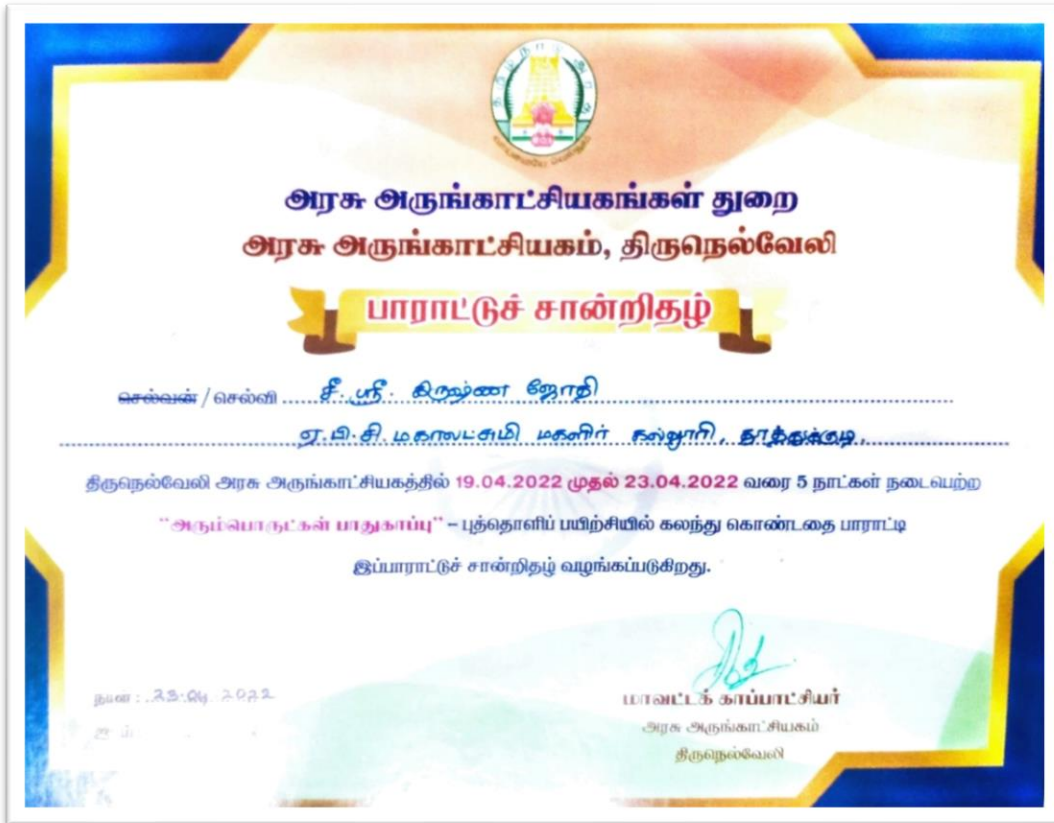 தமிழ்நாடு அரசு
வாய்மையே வெல்லும்
அரசு அருங்காட்சியகங்கள் துறை
அரசு அருங்காட்சியகம், திருநெல்வேலி
பாராட்டுச் சான்றிதழ்
செல்வன் / செல்வி சீ. ஸ்ரீ. கிருஷ்ண ஜோதி
ஏ.பி.சி. மகாலட்சுமி மகளிர் கல்லூரி, தூத்துக்குடி.
திருநெல்வேலி அரசு அருங்காட்சியகத்தில் 19.04.2022 முதல் 23.04.2022 வரை 5 நாட்கள் நடைபெற்ற
"அரும்பொருட்கள் பாதுகாப்பு" – புத்தொளிப் பயிற்சியில் கலந்து கொண்டதை பாராட்டி
இப்பாராட்டுச் சான்றிதழ் வழங்கப்படுகிறது.
நாள் : 23.04.2022
மாவட்டக் காப்பாட்சியர்
அரசு அருங்காட்சியகம்
திருநெல்வேலி